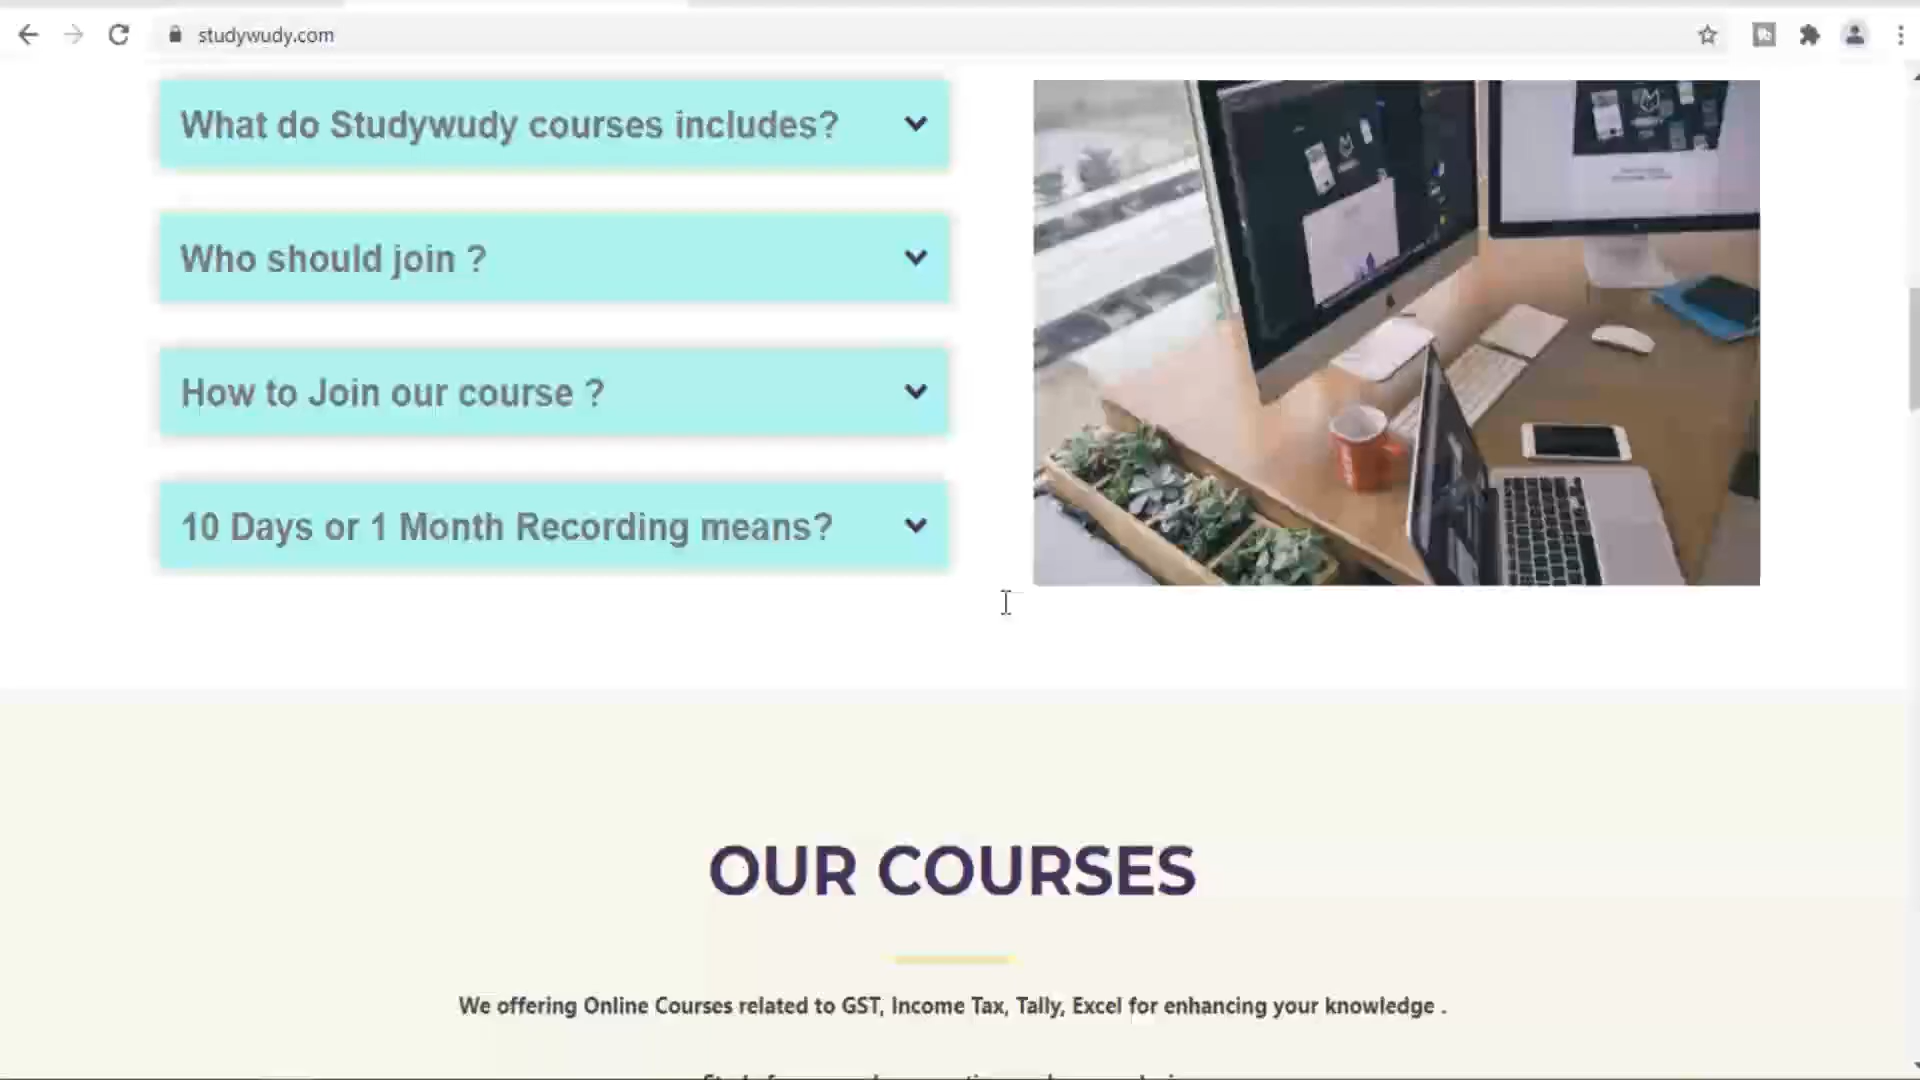 studywudy.com
What do Studywudy courses includes?
Who should join ?
How to Join our course ?
10 Days or 1 Month Recording means?
OUR COURSES
We offering Online Courses related to GST, Income Tax, Tally, Excel for enhancing your knowledge .